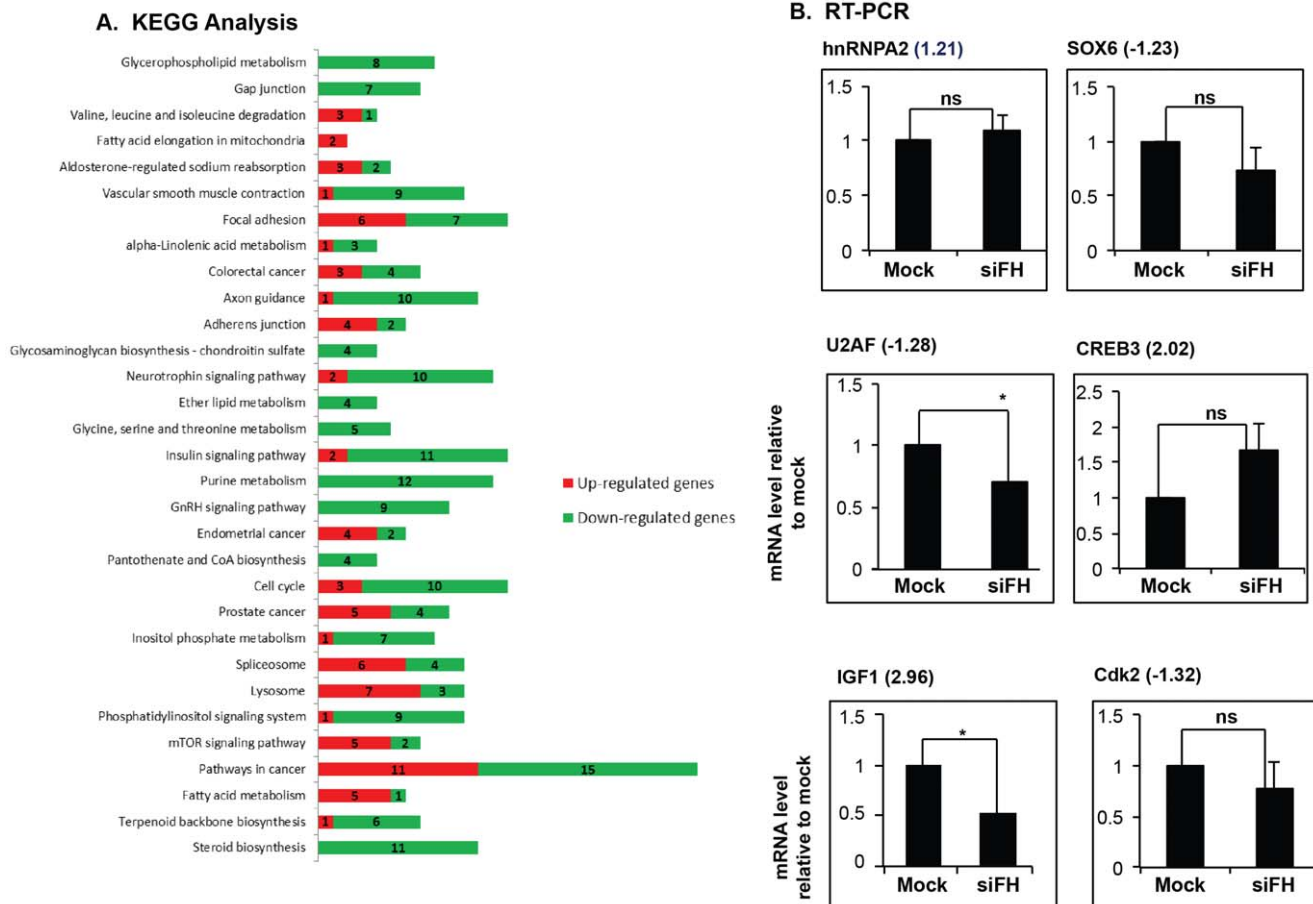 A. KEGG Analysis
Glycerophospholipid metabolism
8
Gap junction
7
Valine, leucine and isoleucine degradation
3 1
Fatty acid elongation in mitochondria
2
Aldosterone-regulated sodium reabsorption
3 2
Vascular smooth muscle contraction
1 9
Focal adhesion
6 7
alpha-Linolenic acid metabolism
1 3
Colorectal cancer
3 4
Axon guidance
1 10
Adherens junction
4 2
Glycosaminoglycan biosynthesis - chondroitin sulfate
4
Neurotrophin signaling pathway
2 10
Ether lipid metabolism
4
Glycine, serine and threonine metabolism
5
Insulin signaling pathway
2 11
Purine metabolism
12
GnRH signaling pathway
9
Endometrial cancer
4 2
Pantothenate and CoA biosynthesis
4
Cell cycle
3 10
Prostate cancer
5 4
Inositol phosphate metabolism
1 7
Spliceosome
6 4
Lysosome
7 3
Phosphatidylinositol signaling system
1 9
mTOR signaling pathway
5 2
Pathways in cancer
11 15
Fatty acid metabolism
5 1
Terpenoid backbone biosynthesis
1 6
Steroid biosynthesis
11
Up-regulated genes
Down-regulated genes
B. RT-PCR
hnRNPA2 (1.21)
1.5
1
0.5
0
ns
Mock siFH
SOX6 (-1.23)
1.5
1
0.5
0
ns
Mock siFH
mRNA level relative
to mock
U2AF (-1.28)
1.5
1
0.5
0
*
Mock siFH
CREB3 (2.02)
2.5
2
1.5
1
0.5
0
ns
Mock siFH
mRNA level
relative to mock
IGF1 (2.96)
1.5
1
0.5
0
*
Mock siFH
Cdk2 (-1.32)
1.5
1
0.5
0
ns
Mock siFH